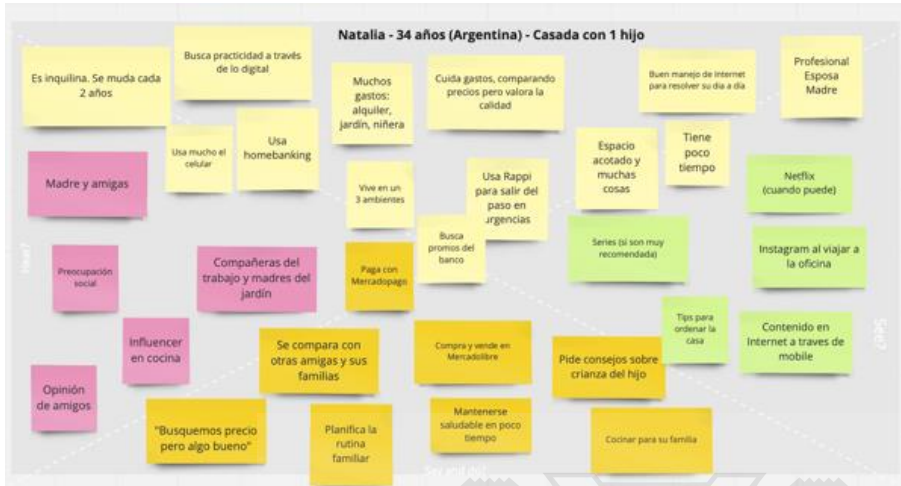 Natalia - 34 años (Argentina) - Casada con 1 hijo
Es inquilina. Se muda cada
2 años
Busca practicidad a través
de lo digital
Muchos
gastos:
alquiler,
jardín, niñera
Cuida gastos, comparando
precios pero valora la
calidad
Buen manejo de Internet
para resolver su dia a dia
Profesional
Esposa
Madre
Usa mucho el
celular
Usa
homebanking
Vive en un
3 ambientes
Usa Rappi
para salir del
paso en
urgencias
Espacio
acotado y
muchas
cosas
Tiene
poco
tiempo
Busca
promos del
banco
Madre y amigas
Preocupación
social
Compañeras del
trabajo y madres del
jardín
Influencer
en cocina
Opinión
de amigos
Hear?
Paga con
Mercadopago
Se compara con
otras amigas y sus
familias
Compra y vende en
Mercadolibre
Pide consejos sobre
crianza del hijo
"Busquemos precio
pero algo bueno"
Planifica la
rutina
familiar
Mantenerse
saludable en poco
tiempo
Cocinar para su familia
Say and do?
Netflix
(cuando puede)
Series (si son muy
recomendada)
Instagram al viajar a
la oficina
Tips para
ordenar la
casa
Contenido en
Internet a traves de
mobile
See?